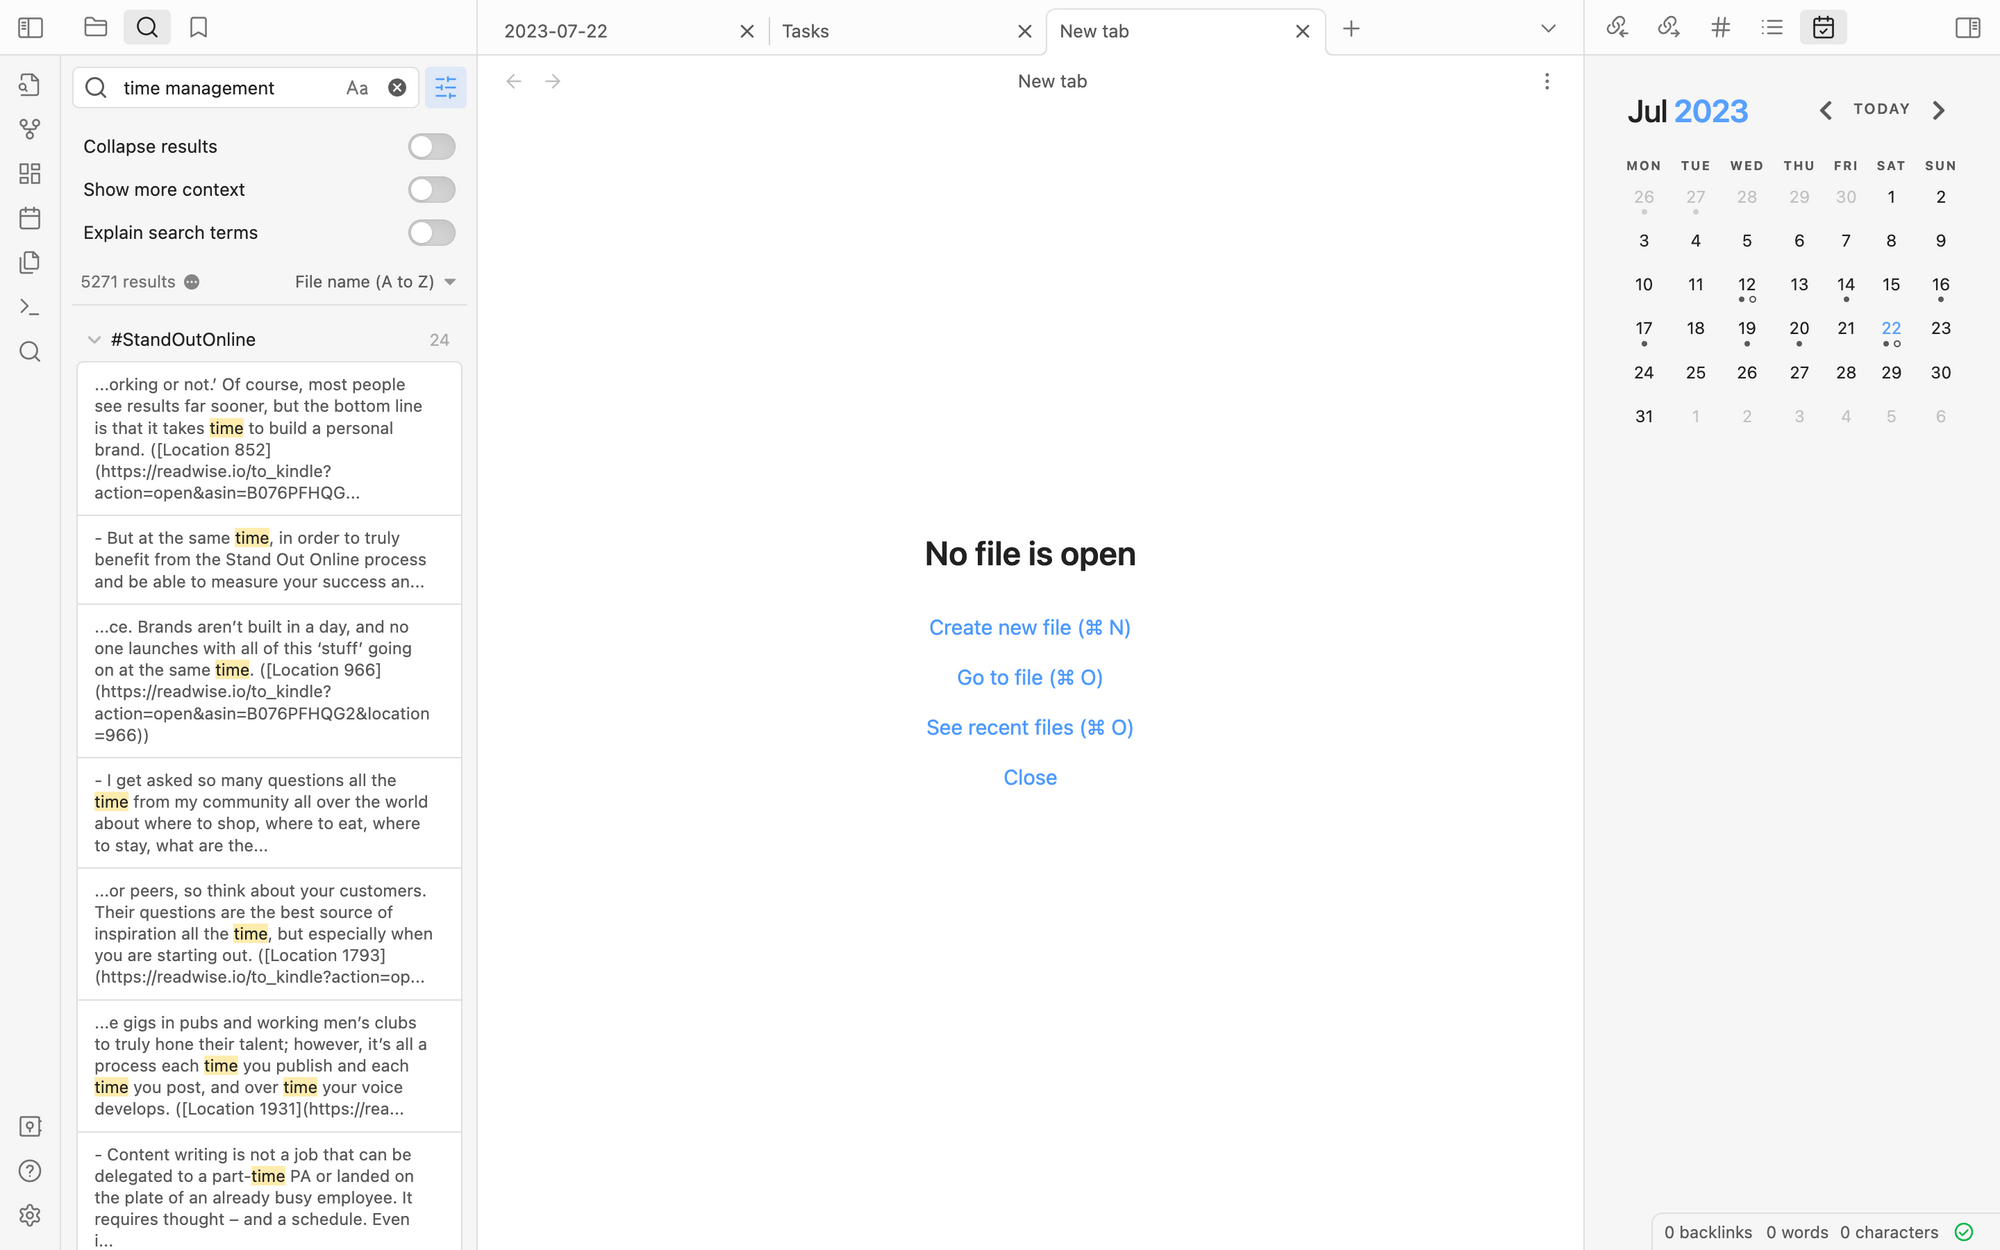 2023-07-22
Tasks
New tab
time management Aa
New tab
Collapse results
Show more context
Explain search terms
5271 results File name (A to Z)
#StandOutOnline 24
...orking or not.’ Of course, most people
see results far sooner, but the bottom line
is that it takes time to build a personal
brand. ([Location 852]
(https://readwise.io/to_kindle?
action=open&asin=B076PFHQG...
- But at the same time, in order to truly
benefit from the Stand Out Online process
and be able to measure your success an...
...ce. Brands aren’t built in a day, and no
one launches with all of this ‘stuff’ going
on at the same time. ([Location 966]
(https://readwise.io/to_kindle?
action=open&asin=B076PFHQG2&location
=966))
- I get asked so many questions all the
time from my community all over the world
about where to shop, where to eat, where
to stay, what are the...
...or peers, so think about your customers.
Their questions are the best source of
inspiration all the time, but especially when
you are starting out. ([Location 1793]
(https://readwise.io/to_kindle?action=op...
...e gigs in pubs and working men’s clubs
to truly hone their talent; however, it’s all a
process each time you publish and each
time you post, and over time your voice
develops. ([Location 1931](https://rea...
- Content writing is not a job that can be
delegated to a part-time PA or landed on
the plate of an already busy employee. It
requires thought – and a schedule. Even
i...
No file is open
Create new file (⌘ N)
Go to file (⌘ O)
See recent files (⌘ O)
Close
Jul 2023 TODAY
MON TUE WED THU FRI SAT SUN
26 27 28 29 30 1 2
3 4 5 6 7 8 9
10 11 12 13 14 15 16
17 18 19 20 21 22 23
24 25 26 27 28 29 30
31 1 2 3 4 5 6
0 backlinks 0 words 0 characters